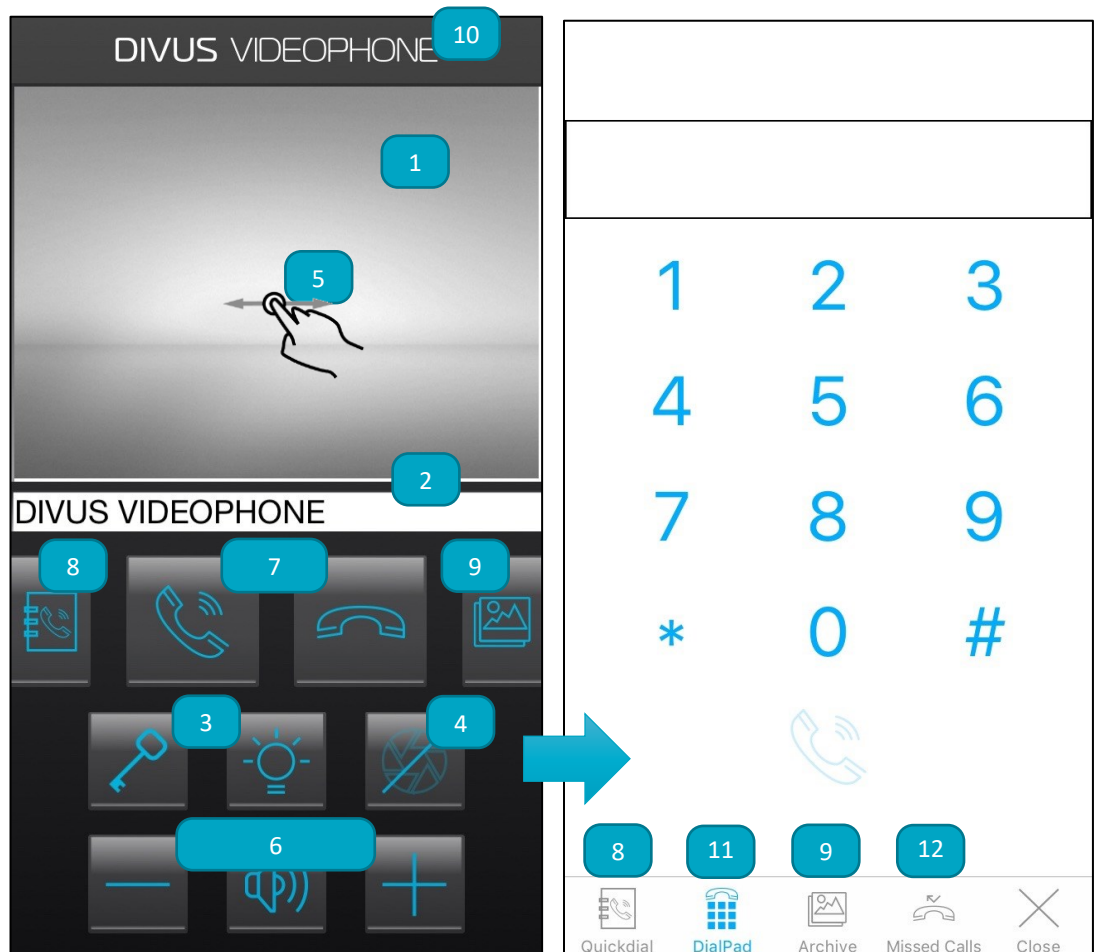 DIVUS VIDEOPHONE
10
1
5
2
DIVUS VIDEOPHONE
8
7
9
3
4
6
1 2 3
4 5 6
7 8 9
* 0 #
8 11 9 12
Quickdial DialPad Archive Missed Calls Close